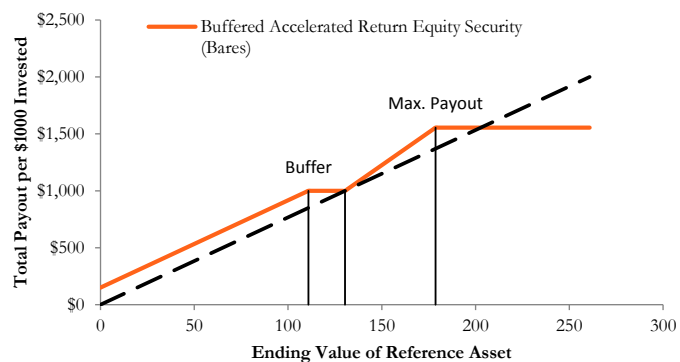 Buffered Accelerated Return Equity Security
(Bares)
$2,500
$2,000
$1,500
$1,000
$500
$0
Total Payout per $1000 Invested
Max. Payout
Buffer
0
50
100
150
200
250
300
Ending Value of Reference Asset